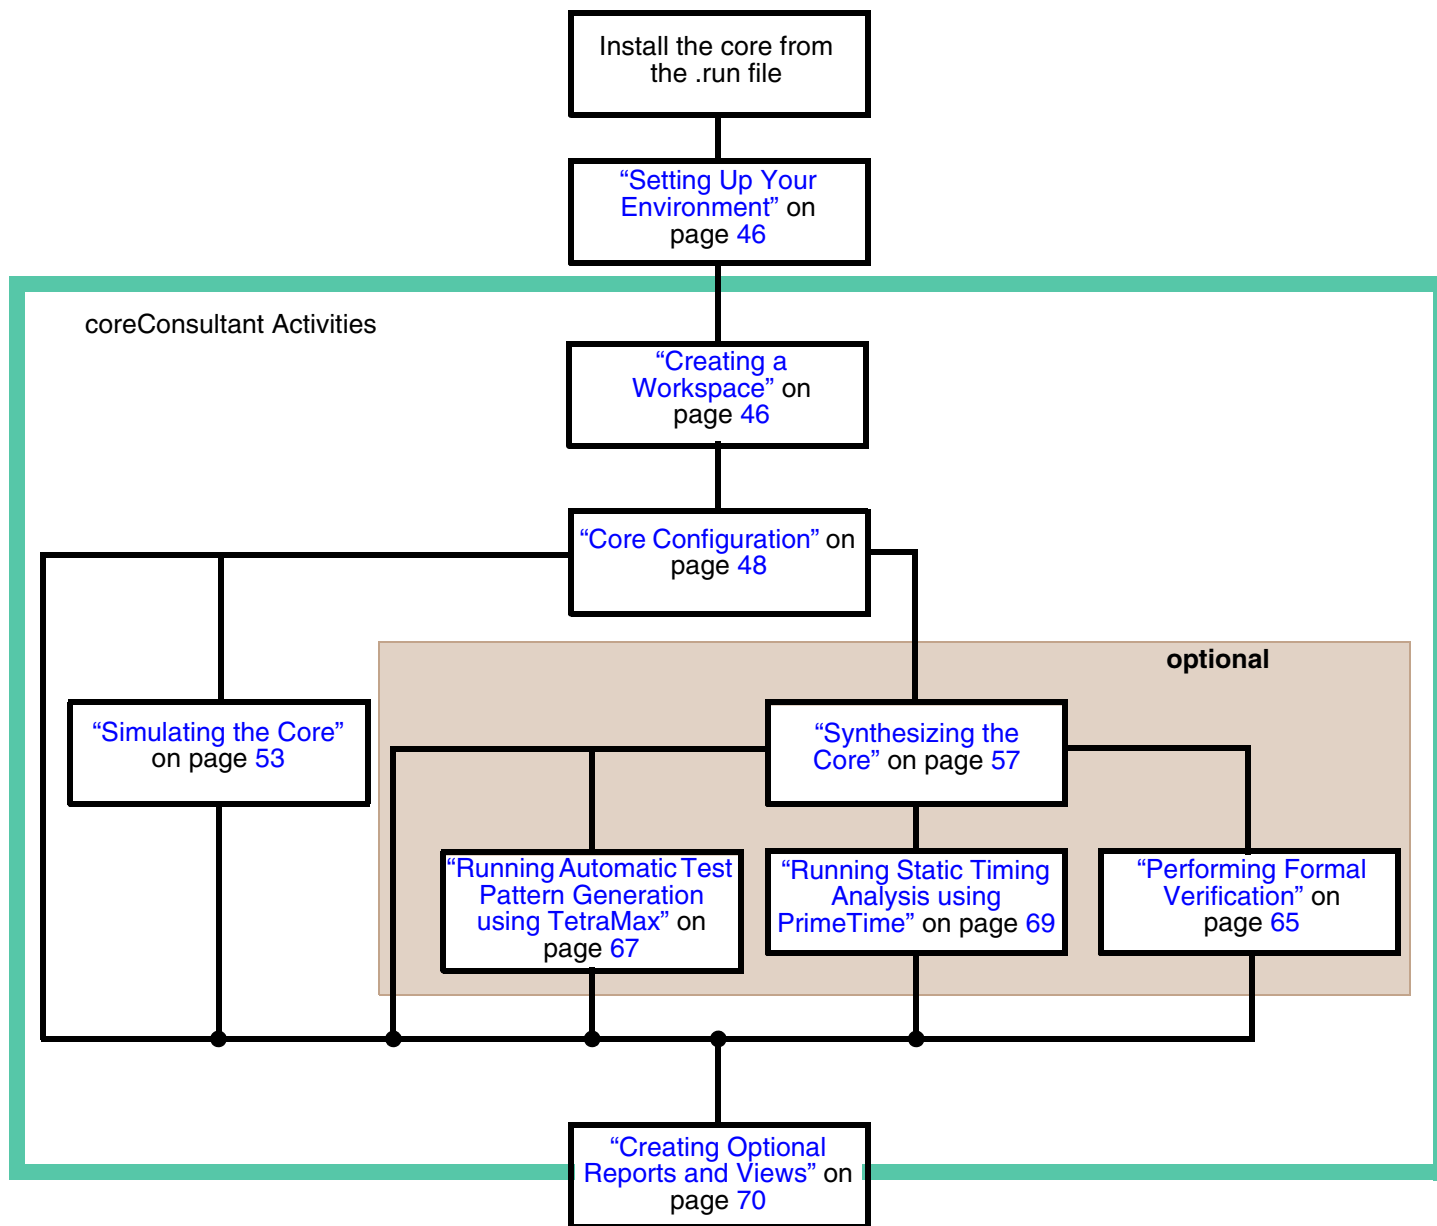 Install the core from
the .run file
“Setting Up Your
Environment” on
page 46
coreConsultant Activities
“Creating a
Workspace” on
page 46
“Core Configuration” on
page 48
optional
“Simulating the Core”
on page 53
“Synthesizing the
Core” on page 57
“Running Automatic Test
Pattern Generation
using TetraMax” on
page 67
“Running Static Timing
Analysis using
PrimeTime” on page 69
“Performing Formal
Verification” on
page 65
“Creating Optional
Reports and Views” on
page 70